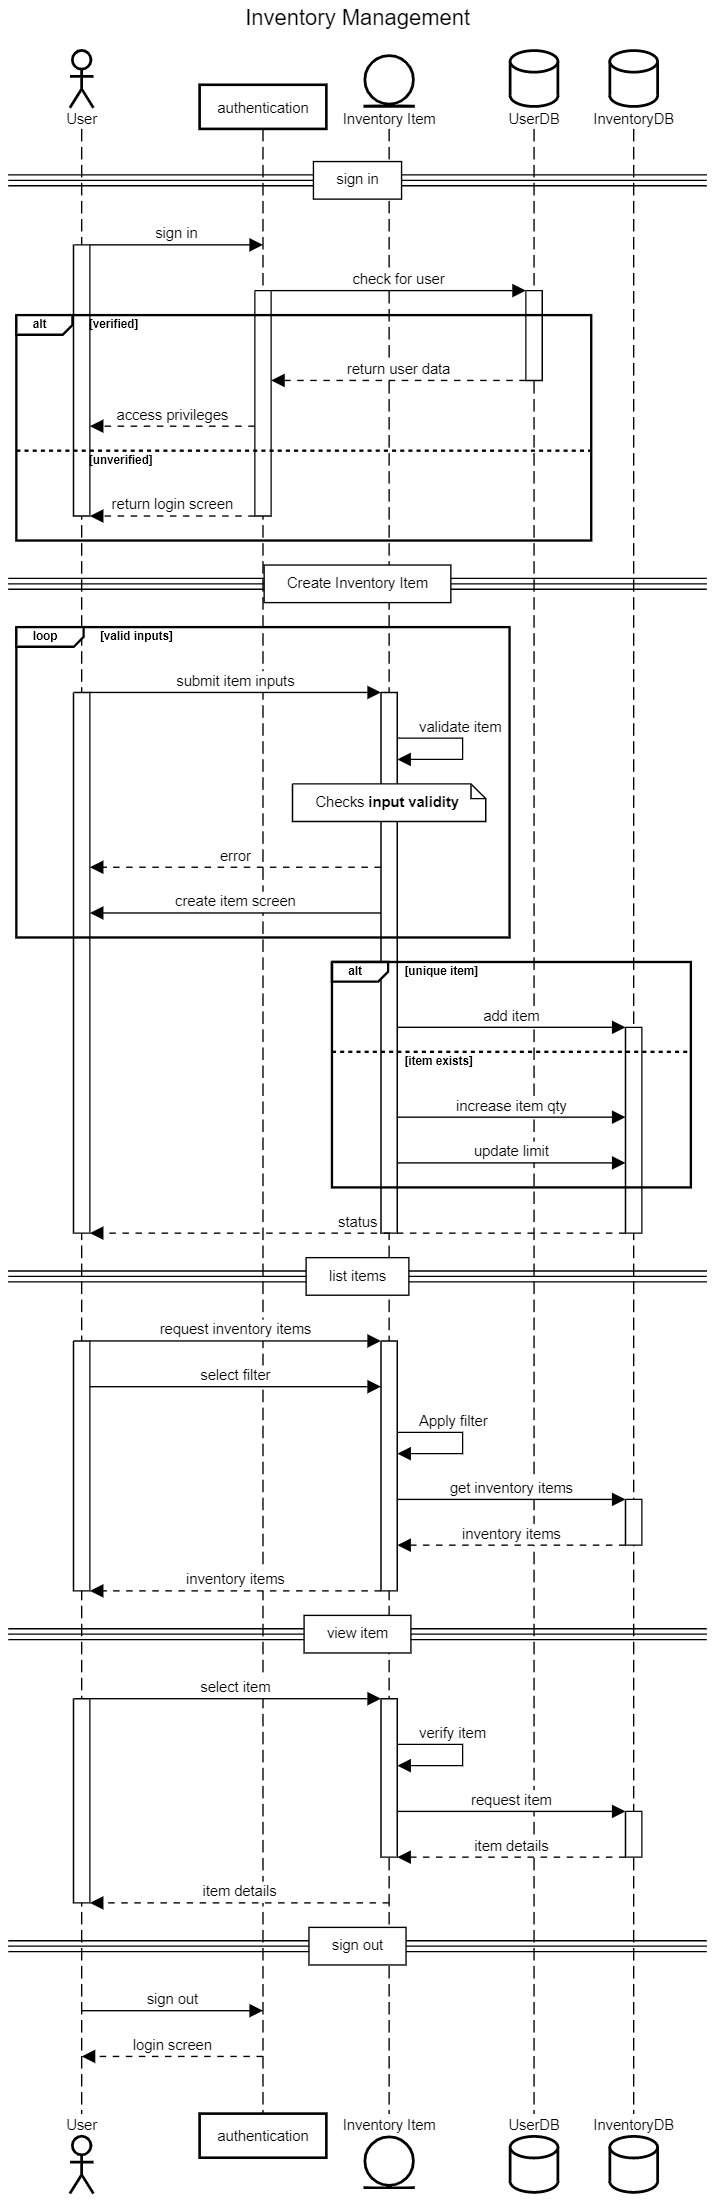 Inventory Management
User
authentication
Inventory Item
UserDB
InventoryDB
sign in
sign in
check for user
alt
[verified]
return user data
access privileges
[unverified]
return login screen
Create Inventory Item
loop
[valid inputs]
submit item inputs
validate item
Checks input validity
error
create item screen
alt
[unique item]
add item
[item exists]
increase item qty
update limit
status
list items
request inventory items
select filter
Apply filter
get inventory items
inventory items
inventory items
view item
select item
verify item
request item
item details
item details
sign out
sign out
login screen
User
authentication
Inventory Item
UserDB
InventoryDB